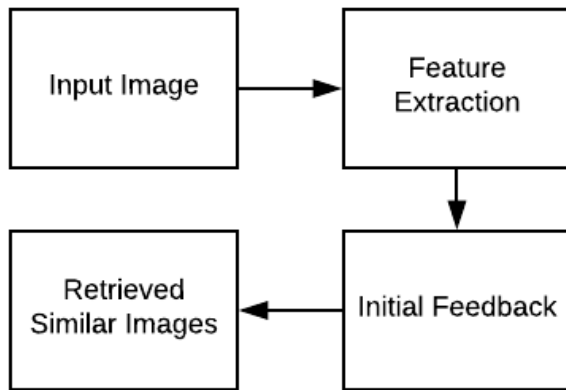 Input Image
Feature
Extraction
Initial Feedback
Retrieved
Similar Images